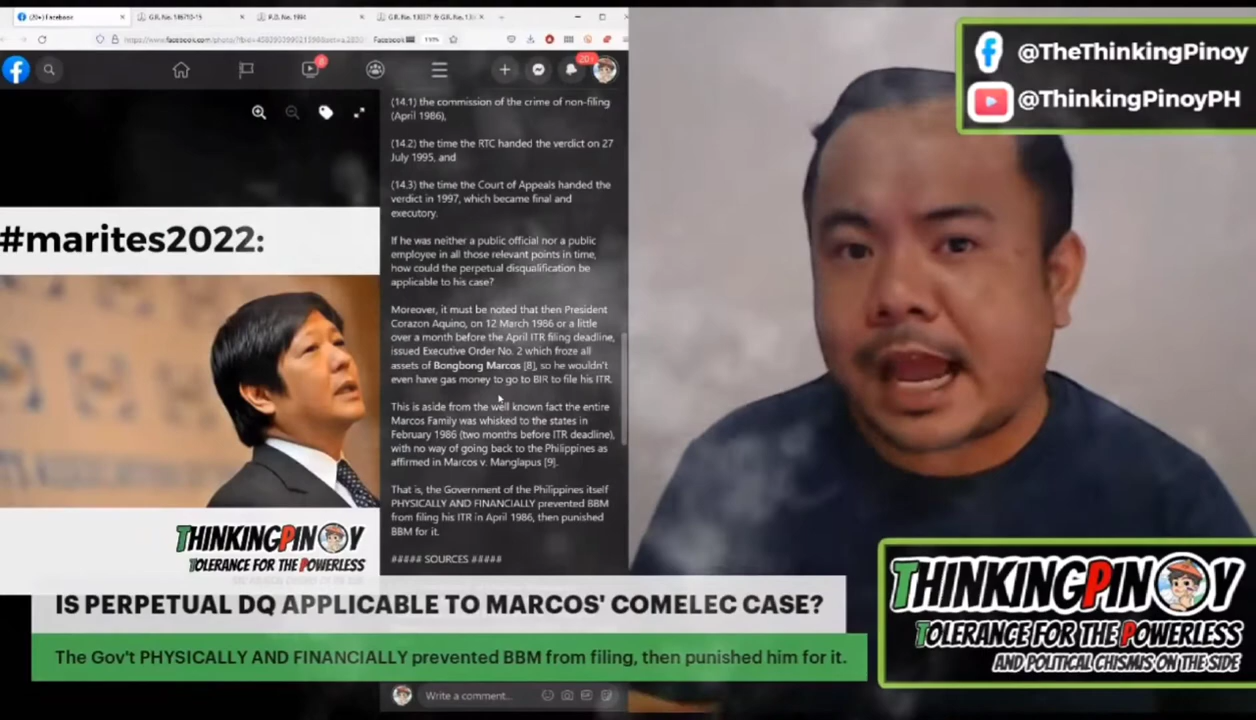 (20+) Facebook
G.R. No. 186710-15
P.D. No. 1994
Facebook
110%
8
20+
(14.1) the commission of the crime of non-filing
(April 1986),
(14.2) the time the RTC handed the verdict on 27
July 1995, and
(14.3) the time the Court of Appeals handed the
verdict in 1997, which became final and
executory.
If he was neither a public official nor a public
employee in all those relevant points in time,
how could the perpetual disqualification be
applicable to his case?
Moreover, it must be noted that then President
Corazon Aquino, on 12 March 1986 or a little
over a month before the April ITR filing deadline,
issued Executive Order No. 2 which froze all
assets of Bongbong Marcos [8], so he wouldn't
even have gas money to go to BIR to file his ITR.
This is aside from the well known fact the entire
Marcos Family was whisked to the states in
February 1986 (two months before ITR deadline),
with no way of going back to the Philippines as
affirmed in Marcos v. Manglapus [9].
That is, the Government of the Philippines itself
PHYSICALLY AND FINANCIALLY prevented BBM
from filing his ITR in April 1986, then punished
BBM for it.
##### SOURCES #####
Write a comment...
#marites2022:
THINKINGPINOY
TOLERANCE FOR THE POWERLESS
@TheThinkingPinoy
@ThinkingPinoyPH
IS PERPETUAL DQ APPLICABLE TO MARCOS' COMELEC CASE?
The Gov't PHYSICALLY AND FINANCIALLY prevented BBM from filing, then punished him for it.
THINKINGPINOY
TOLERANCE FOR THE POWERLESS
AND POLITICAL CHISMIS ON THE SIDE